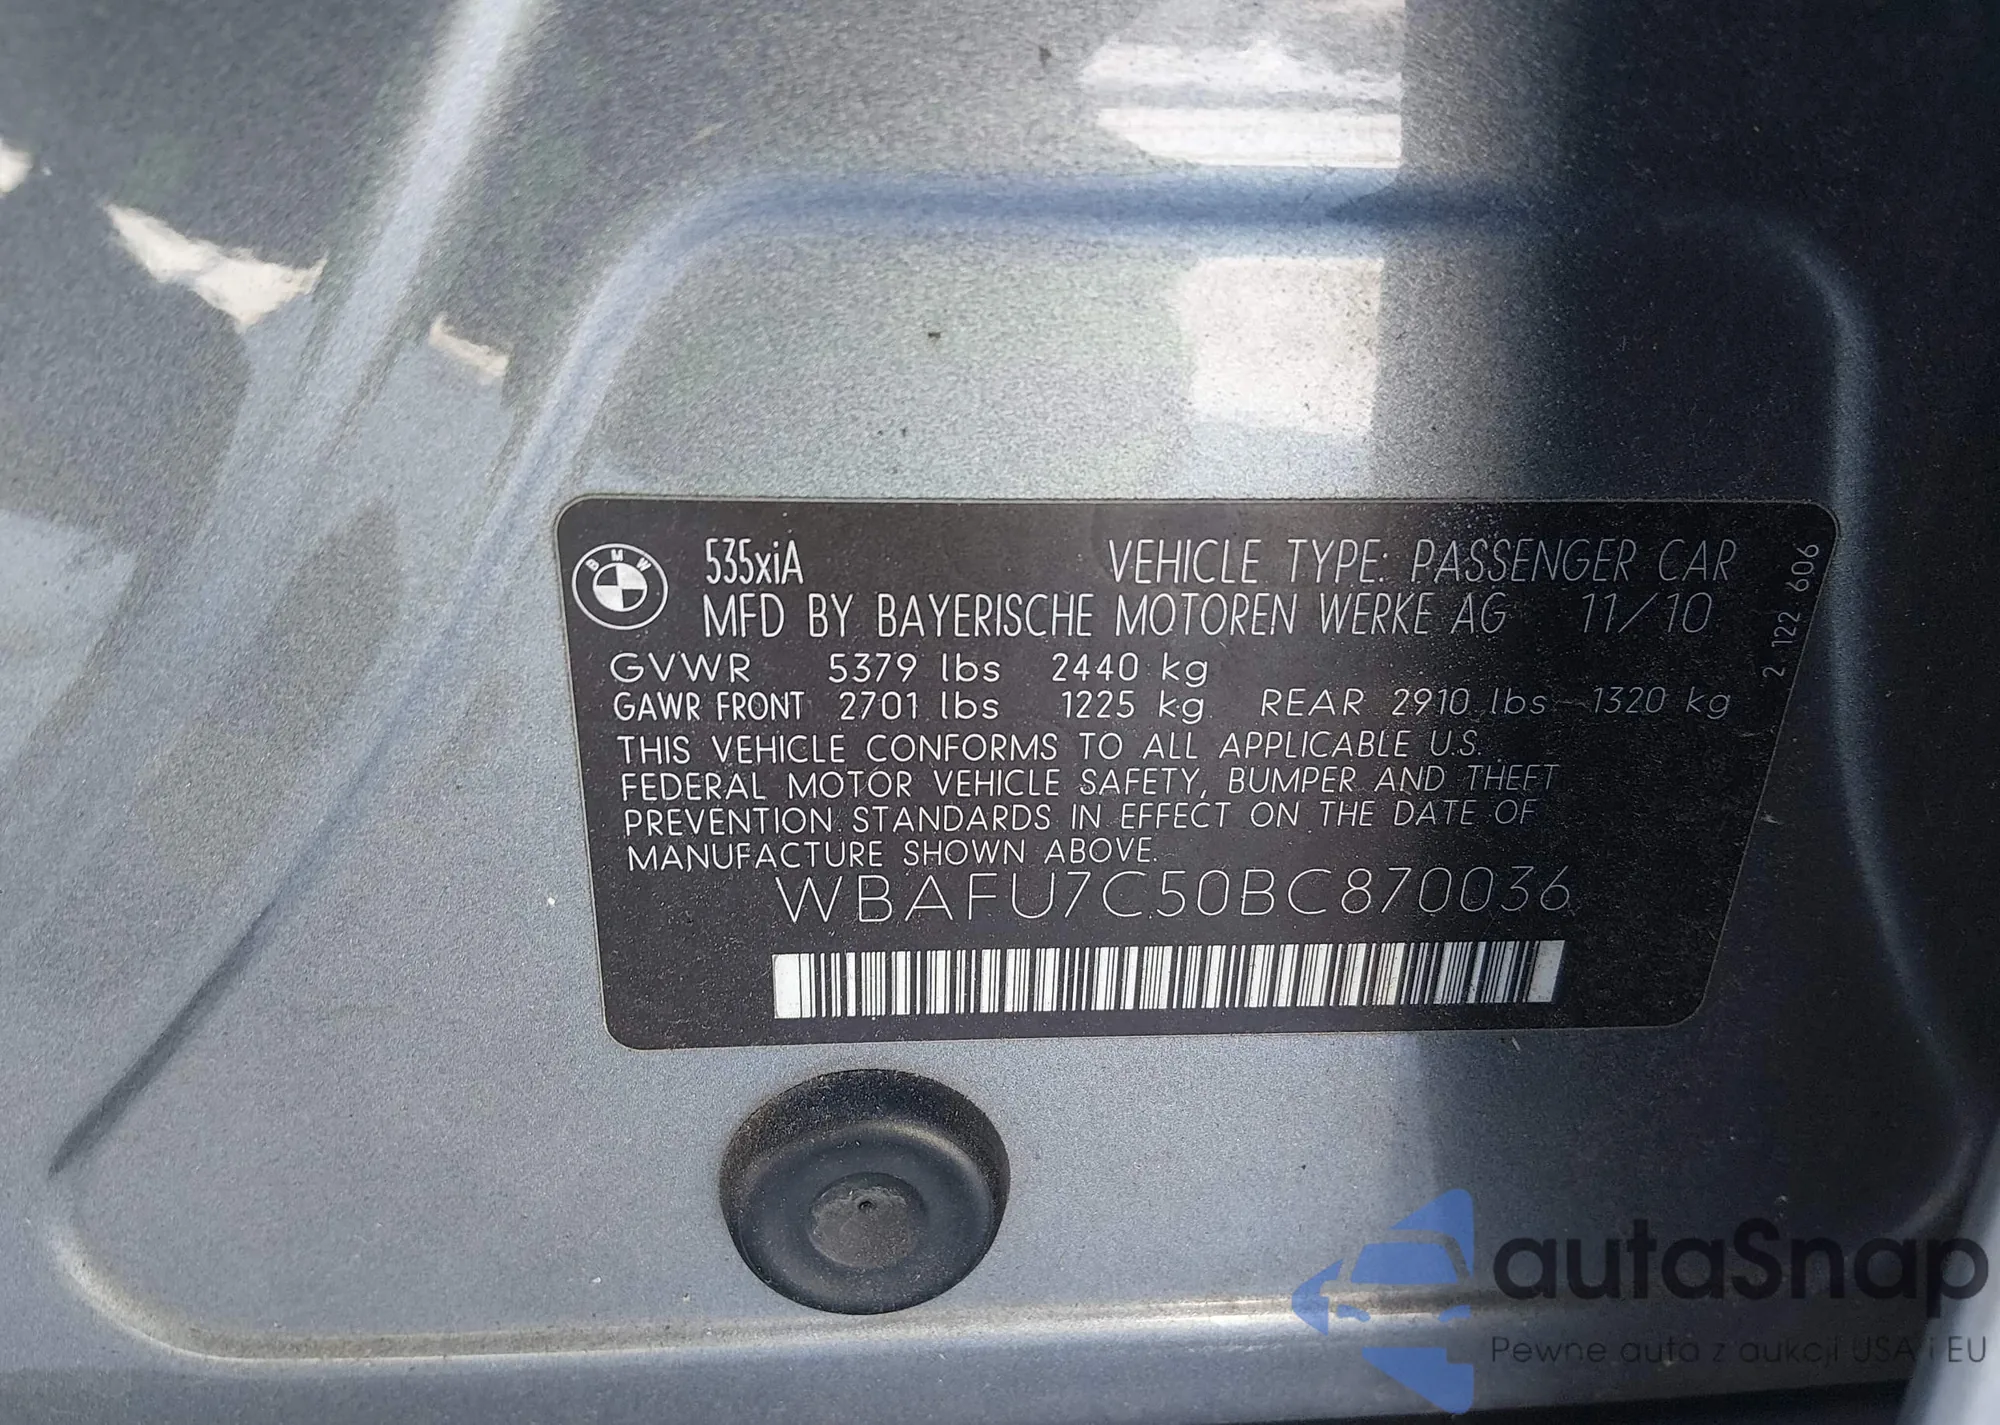 BMW
535xiA VEHICLE TYPE: PASSENGER CAR
MFD BY BAYERISCHE MOTOREN WERKE AG 11/10
GVWR 5379 lbs 2440 kg
GAWR FRONT 2701 lbs 1225 kg REAR 2910 lbs 1320 kg
THIS VEHICLE CONFORMS TO ALL APPLICABLE U.S.
FEDERAL MOTOR VEHICLE SAFETY, BUMPER AND THEFT
PREVENTION STANDARDS IN EFFECT ON THE DATE OF
MANUFACTURE SHOWN ABOVE.
WBAFU7C50BC870036
2 122 606
autaSnap
Pewne auta z aukcji USA i EU